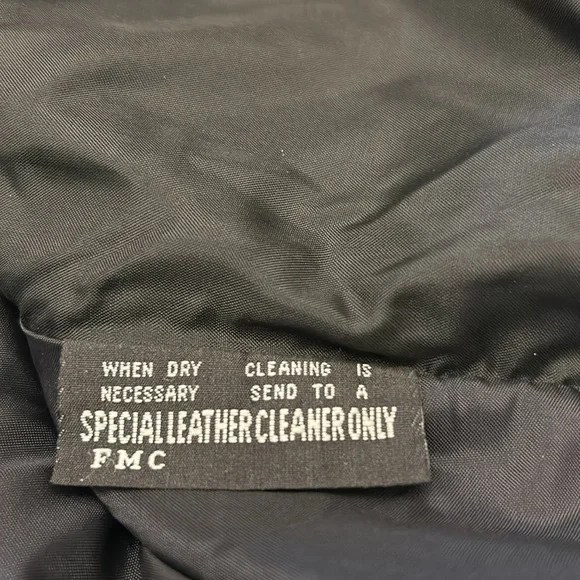 WHEN DRY CLEANING IS
NECESSARY SEND TO A
SPECIAL LEATHER CLEANER ONLY
FMC